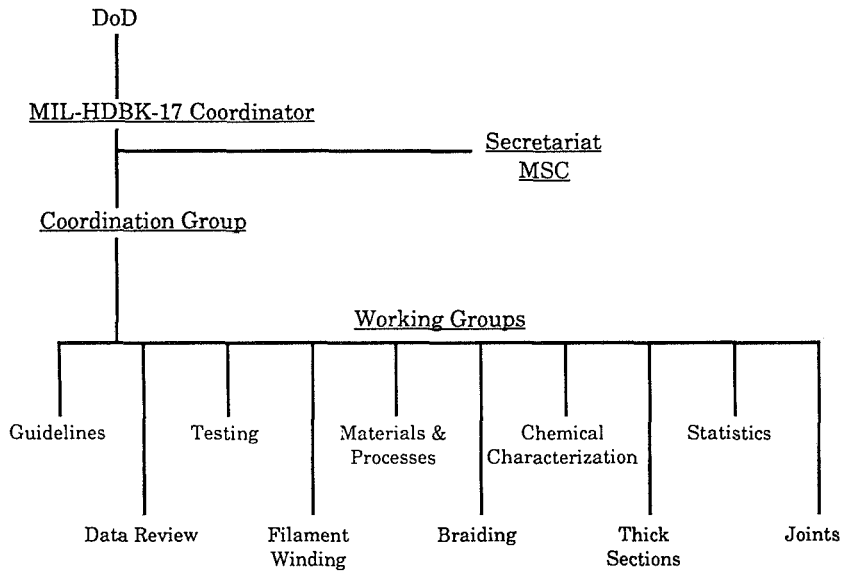 DoD
MIL-HDBK-17 Coordinator
Secretariat
MSC
Coordination Group
Working Groups
Guidelines
Testing
Materials &
Processes
Chemical
Characterization
Statistics
Data Review
Filament
Winding
Braiding
Thick
Sections
Joints